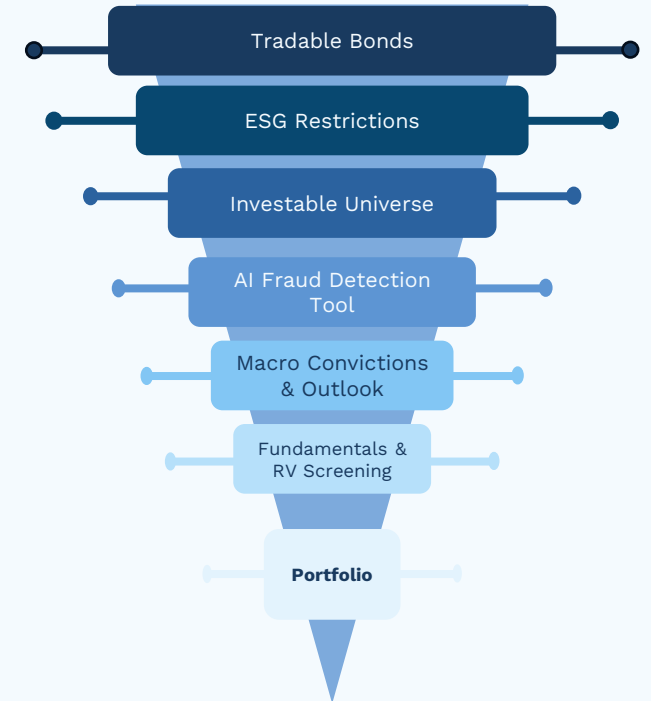 Tradable Bonds
ESG Restrictions
Investable Universe
AI Fraud Detection
Tool
Macro Convictions
& Outlook
Fundamentals &
RV Screening
Portfolio